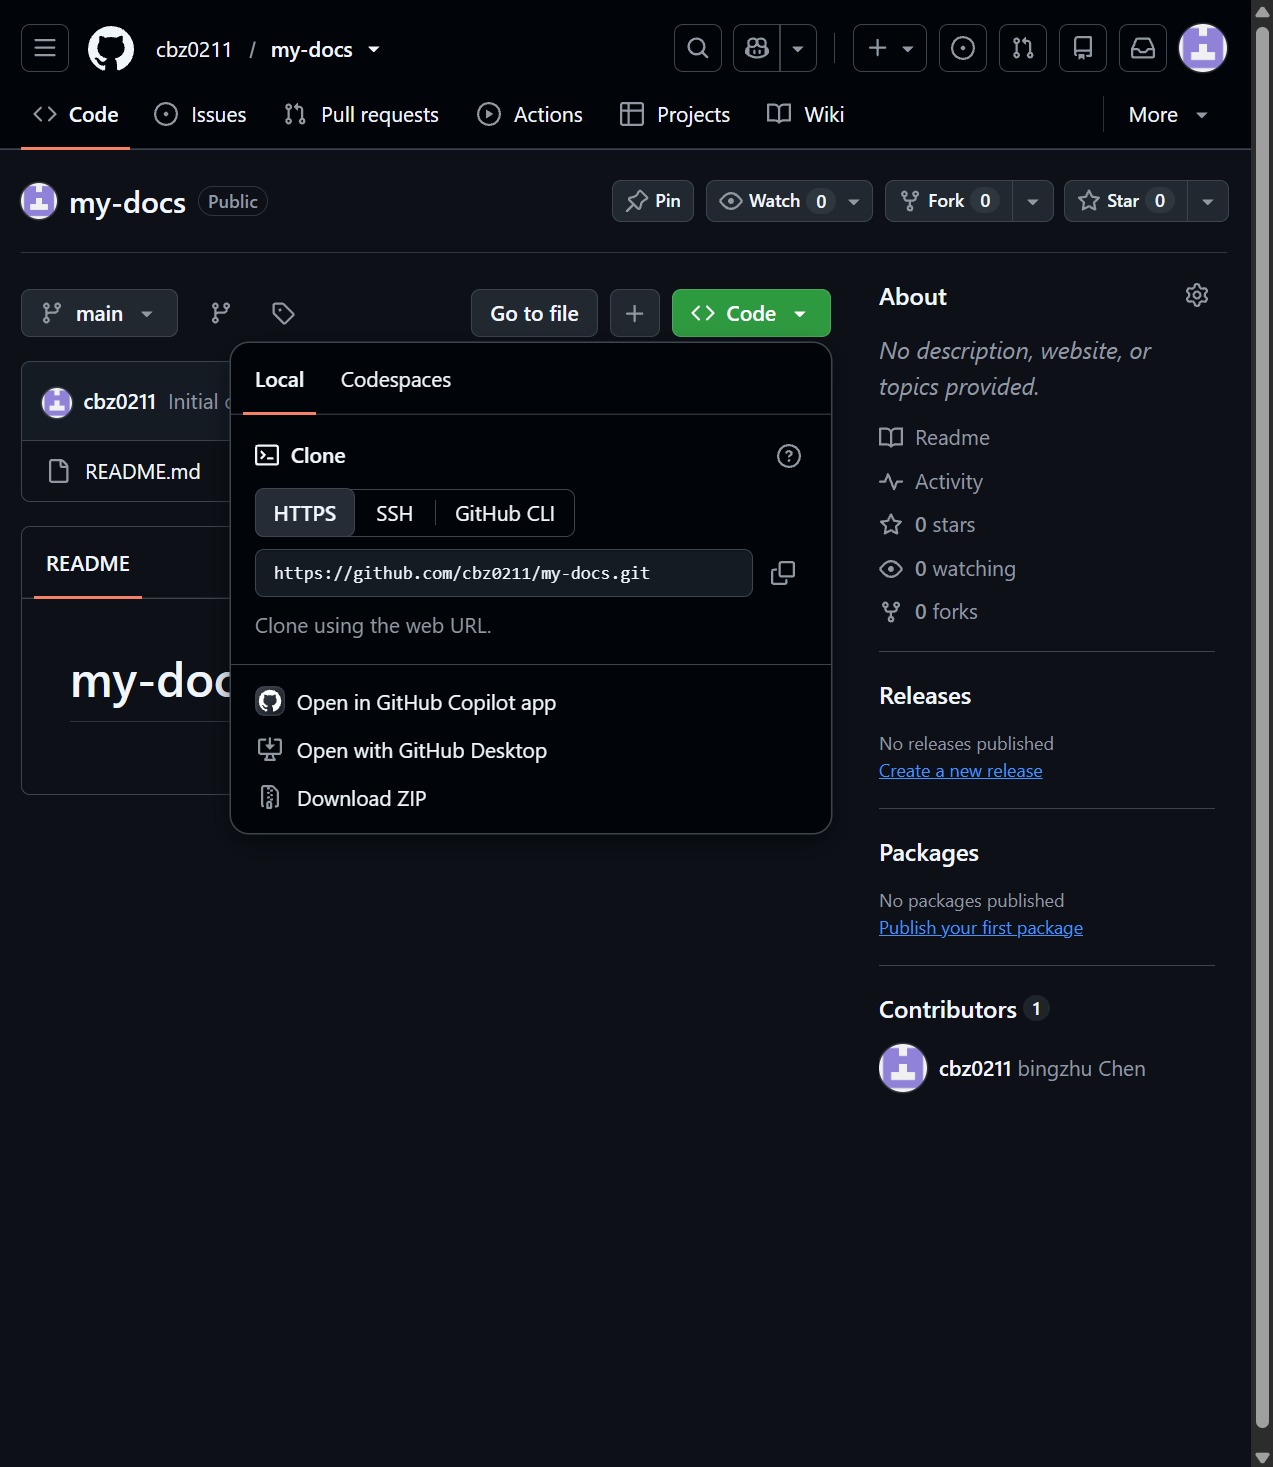 cbz0211 / my-docs
Code Issues Pull requests Actions Projects Wiki More
my-docs Public Pin Watch 0 Fork 0 Star 0
main Go to file Code
Local Codespaces
cbz0211 Initial
README.md
README
my-doc
Clone
HTTPS SSH GitHub CLI
https://github.com/cbz0211/my-docs.git
Clone using the web URL.
Open in GitHub Copilot app
Open with GitHub Desktop
Download ZIP
About
No description, website, or
topics provided.
Readme
Activity
0 stars
0 watching
0 forks
Releases
No releases published
Create a new release
Packages
No packages published
Publish your first package
Contributors 1
cbz0211 bingzhu Chen